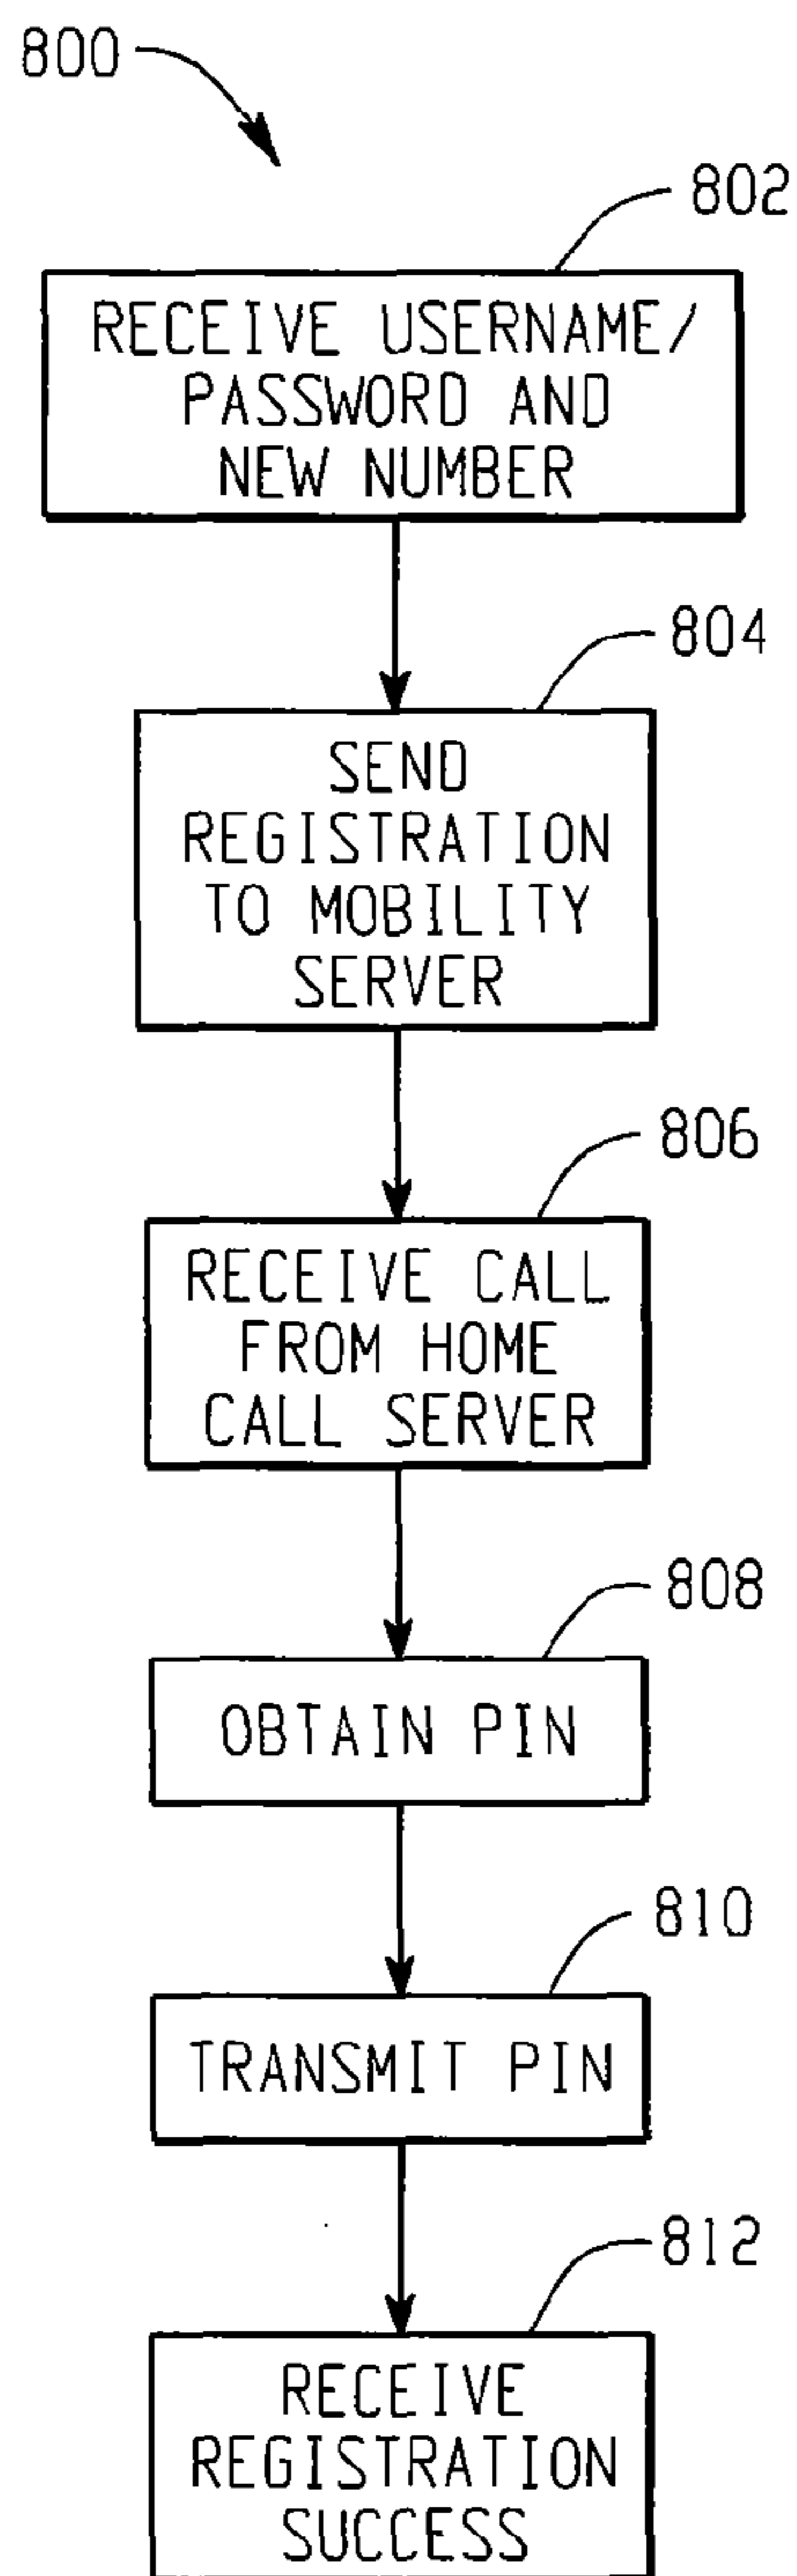 800
802
RECEIVE USERNAME/
PASSWORD AND
NEW NUMBER
804
SEND
REGISTRATION
TO MOBILITY
SERVER
806
RECEIVE CALL
FROM HOME
CALL SERVER
808
OBTAIN PIN
810
TRANSMIT PIN
812
RECEIVE
REGISTRATION
SUCCESS